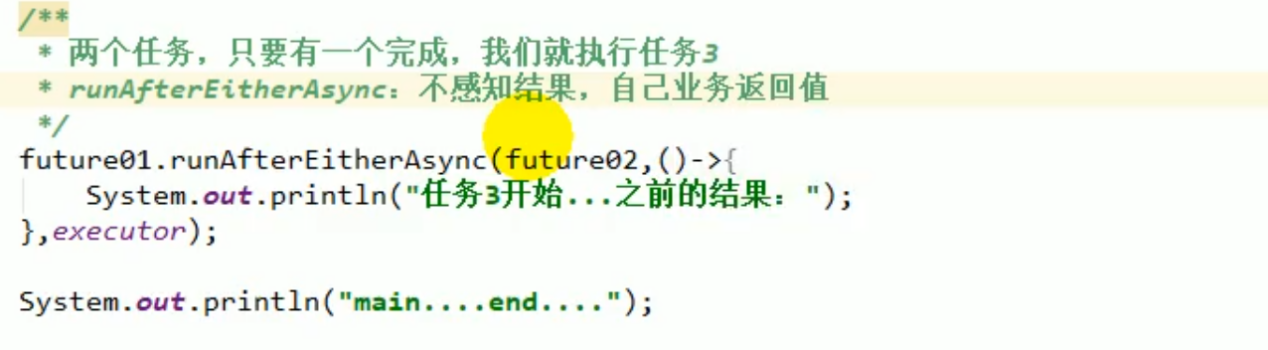 /**
 * 两个任务，只要有一个完成，我们就执行任务3
 * runAfterEitherAsync：不感知结果，自己业务返回值
 */
future01.runAfterEitherAsync(future02,()->{
    System.out.println("任务3开始...之前的结果：");
},executor);

System.out.println("main....end....");